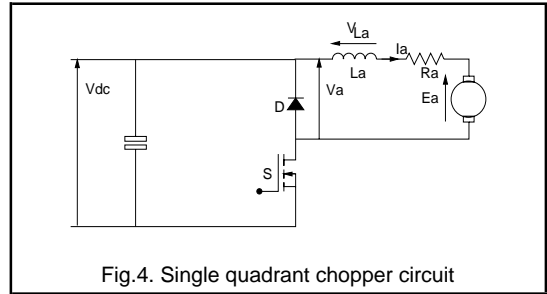 VLa
Ia
La
Ra
Vdc
Va
Ea
D
S
Fig.4. Single quadrant chopper circuit